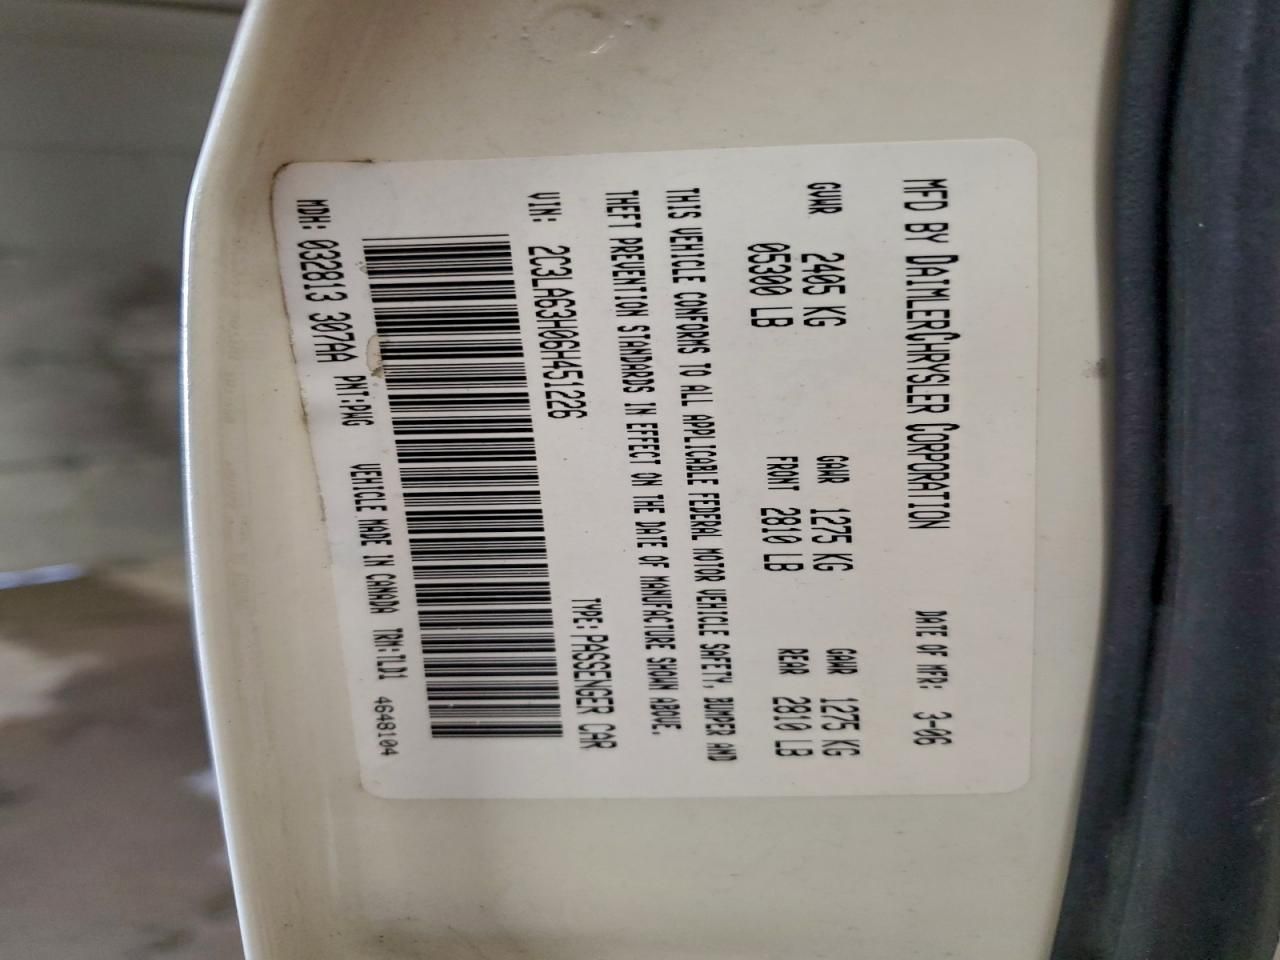 MFD BY DAIMLERCHRYSLER CORPORATION DATE OF MFR: 3-06
GVWR 2405 KG GAWR 1275 KG GAWR 1275 KG
05300 LB FRONT 2810 LB REAR 2810 LB
THIS VEHICLE CONFORMS TO ALL APPLICABLE FEDERAL MOTOR VEHICLE SAFETY, BUMPER AND
THEFT PREVENTION STANDARDS IN EFFECT ON THE DATE OF MANUFACTURE SHOWN ABOVE.
VIN: 2C3LA63H06H451226 TYPE: PASSENGER CAR
MDH: 032813 307AA PNT:PWG VEHICLE MADE IN CANADA TRM:TLD1 4648104